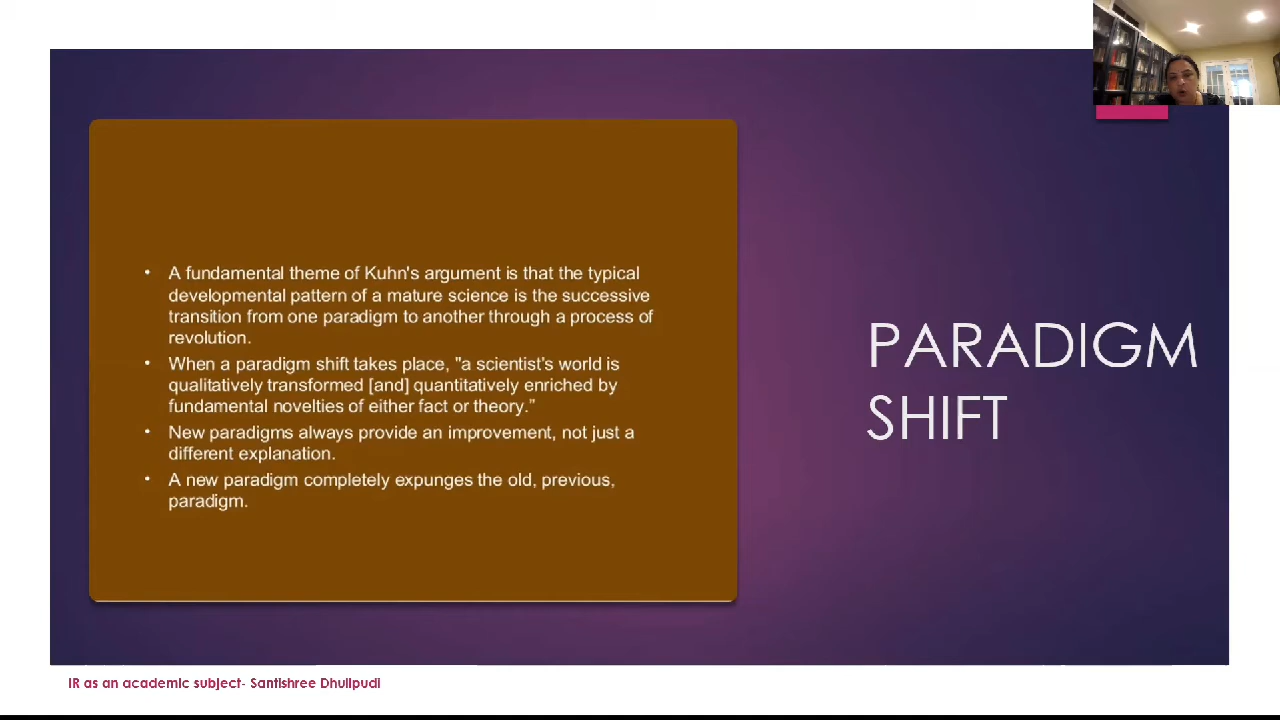 • A fundamental theme of Kuhn's argument is that the typical
developmental pattern of a mature science is the successive
transition from one paradigm to another through a process of
revolution.
• When a paradigm shift takes place, "a scientist's world is
qualitatively transformed [and] quantitatively enriched by
fundamental novelties of either fact or theory."
• New paradigms always provide an improvement, not just a
different explanation.
• A new paradigm completely expunges the old, previous,
paradigm.
PARADIGM
SHIFT
IR as an academic subject- Santishree Dhulipudi